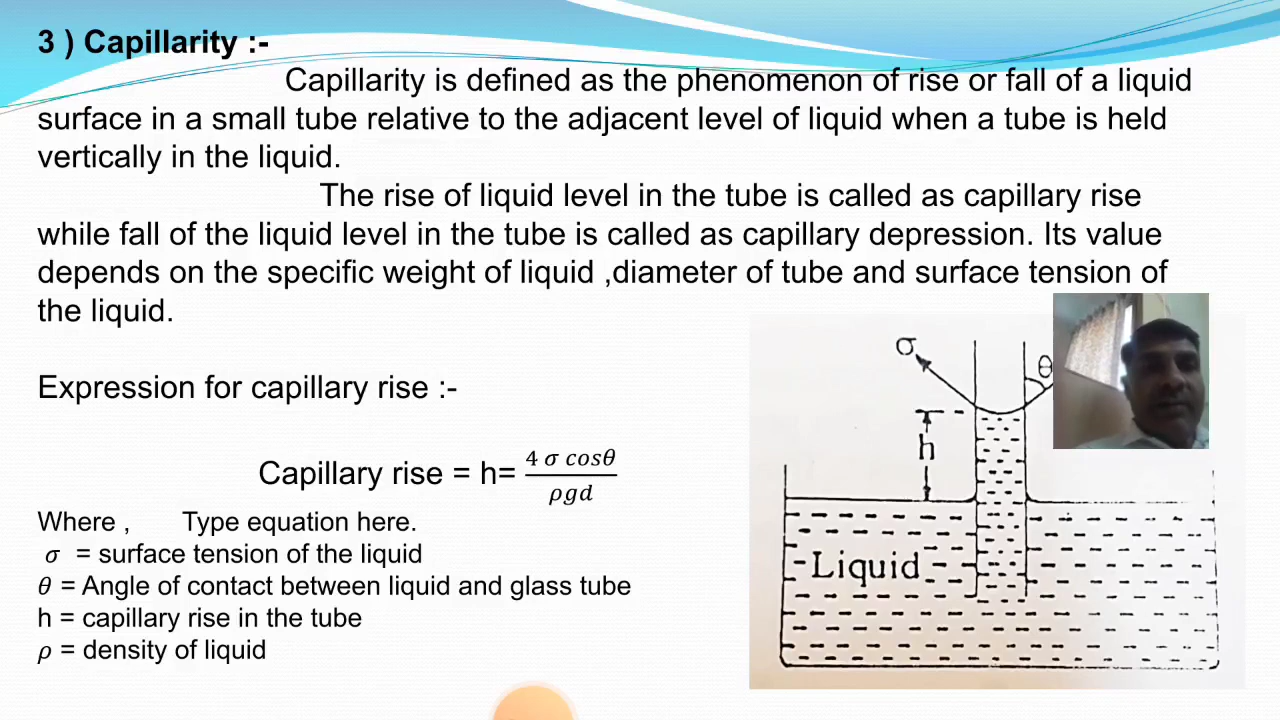 3 ) Capillarity :-
Capillarity is defined as the phenomenon of rise or fall of a liquid
surface in a small tube relative to the adjacent level of liquid when a tube is held
vertically in the liquid.
The rise of liquid level in the tube is called as capillary rise
while fall of the liquid level in the tube is called as capillary depression. Its value
depends on the specific weight of liquid ,diameter of tube and surface tension of
the liquid.
Expression for capillary rise :-
Capillary rise = h= 4 σ cosθ / ρgd
Where , Type equation here.
σ = surface tension of the liquid
θ = Angle of contact between liquid and glass tube
h = capillary rise in the tube
ρ = density of liquid
σ
θ
h
Liquid